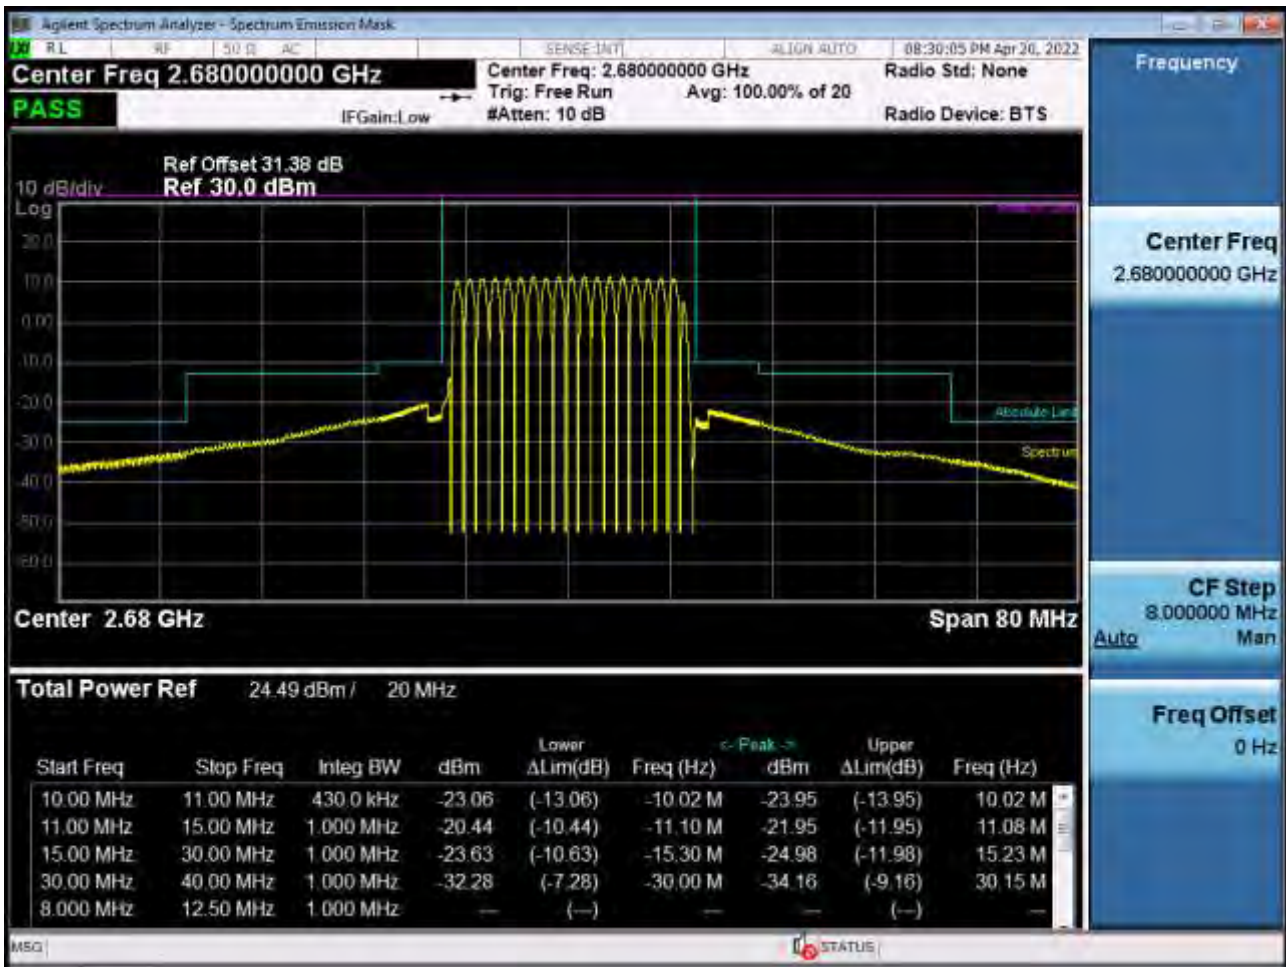 Agilent Spectrum Analyzer - Spectrum Emission Mask
LXI RL RF 50 Ω AC SENSE:INT ALIGN AUTO 08:30:05 PM Apr 20, 2022
Center Freq 2.680000000 GHz Center Freq: 2.680000000 GHz Radio Std: None
Trig: Free Run Avg: 100.00% of 20
PASS IFGain:Low #Atten: 10 dB Radio Device: BTS
Ref Offset 31.38 dB
10 dB/div Ref 30.0 dBm
Log
20.0
10.0
0.00
-10.0
-20.0
Absolute Limit
-30.0
Spectrum
-40.0
-50.0
-60.0
Center 2.68 GHz Span 80 MHz
Total Power Ref 24.49 dBm / 20 MHz
Lower <- Peak -> Upper
Start Freq Stop Freq Integ BW dBm ΔLim(dB) Freq (Hz) dBm ΔLim(dB) Freq (Hz)
10.00 MHz 11.00 MHz 430.0 kHz -23.06 (-13.06) -10.02 M -23.95 (-13.95) 10.02 M
11.00 MHz 15.00 MHz 1.000 MHz -20.44 (-10.44) -11.10 M -21.95 (-11.95) 11.08 M
15.00 MHz 30.00 MHz 1.000 MHz -23.63 (-10.63) -15.30 M -24.98 (-11.98) 15.23 M
30.00 MHz 40.00 MHz 1.000 MHz -32.28 (-7.28) -30.00 M -34.16 (-9.16) 30.15 M
8.000 MHz 12.50 MHz 1.000 MHz --- (---) --- --- (---) ---
MSG STATUS
Frequency
Center Freq
2.680000000 GHz
CF Step
8.000000 MHz
Auto Man
Freq Offset
0 Hz